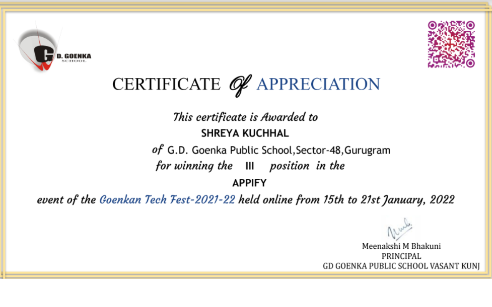 G D. GOENKA
CERTIFICATE Of APPRECIATION
This certificate is Awarded to
SHREYA KUCHHAL
of G.D. Goenka Public School,Sector-48,Gurugram
for winning the III position in the
APPIFY
event of the Goenkan Tech Fest-2021-22 held online from 15th to 21st January, 2022
Meenakshi M Bhakuni
PRINCIPAL
GD GOENKA PUBLIC SCHOOL VASANT KUNJ